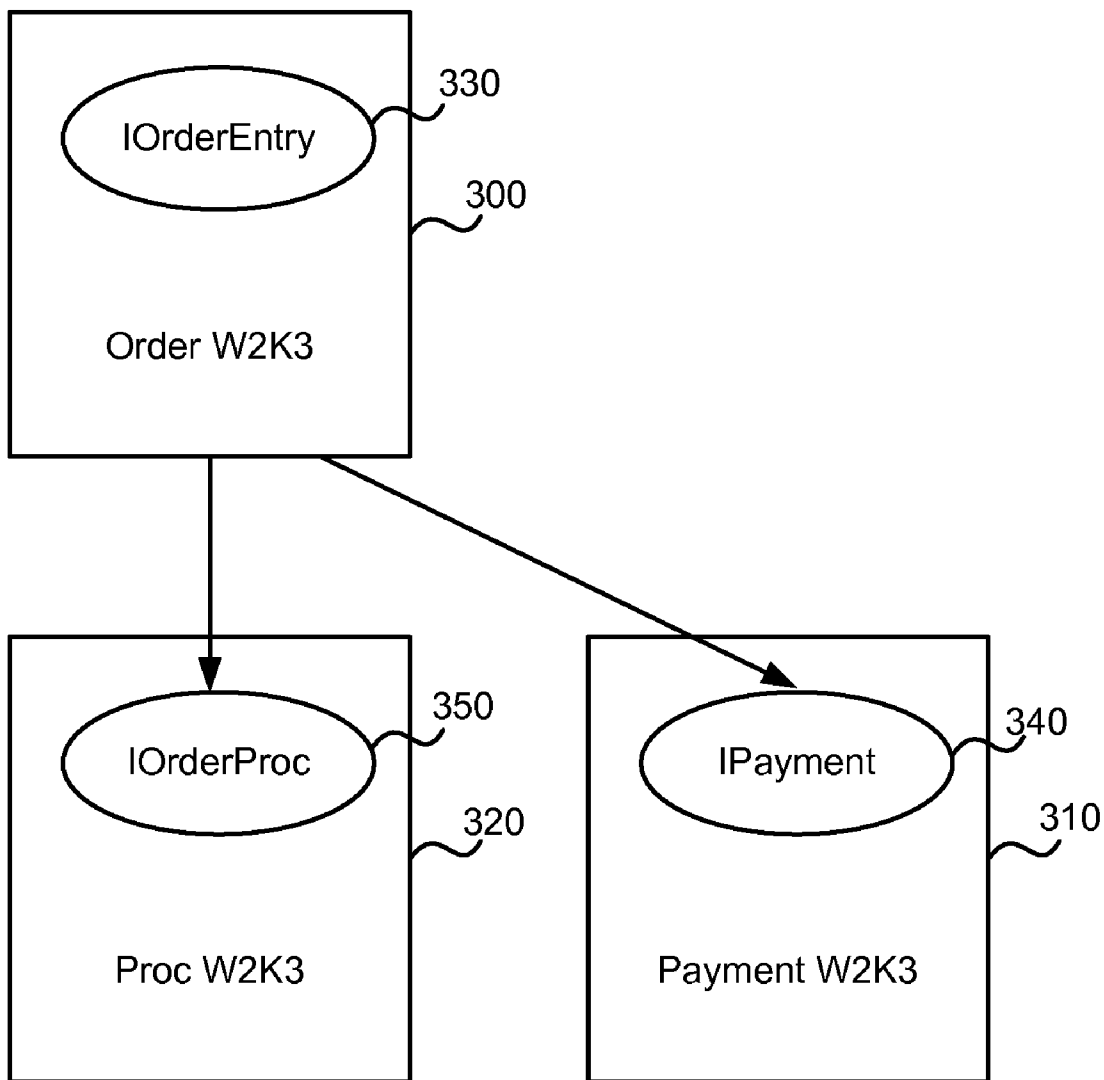 330
IOrderEntry
300
Order W2K3
350
IOrderProc
320
Proc W2K3
340
IPayment
310
Payment W2K3